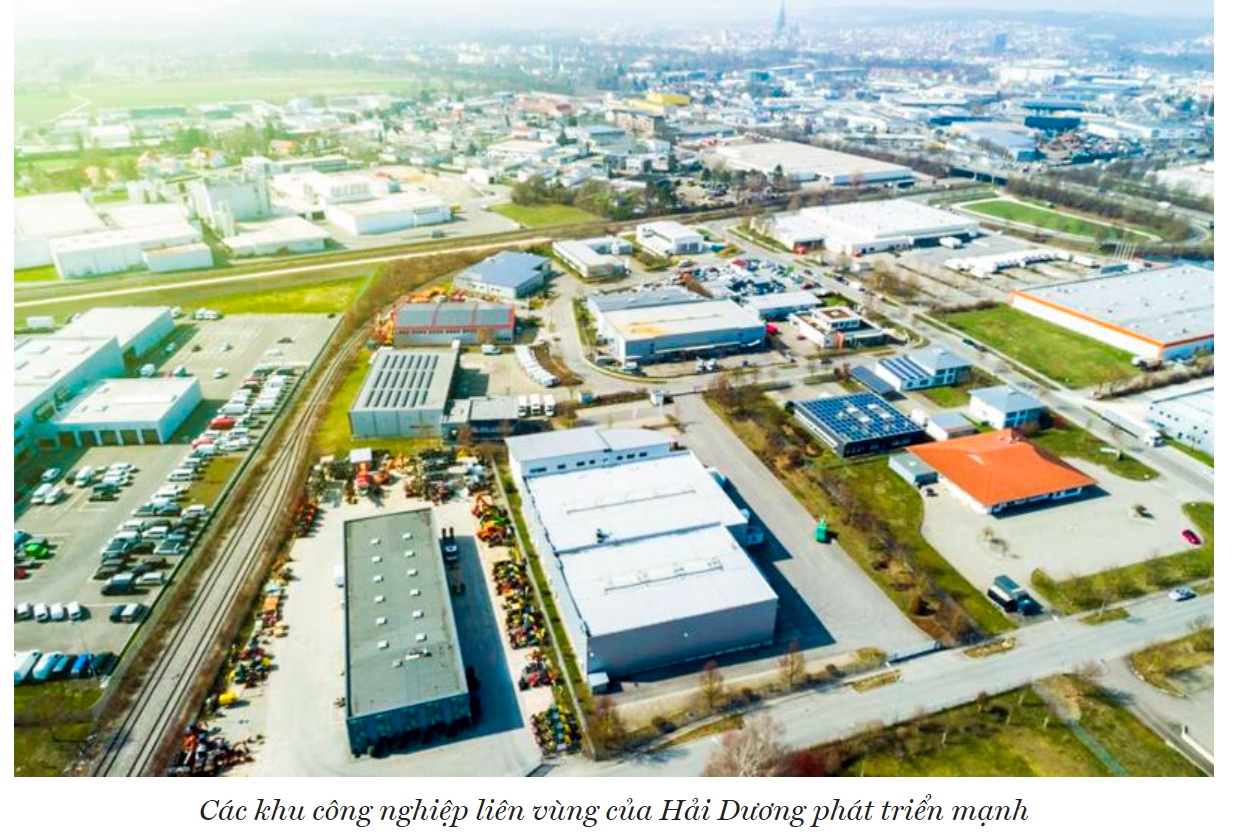 Các khu công nghiệp liên vùng của Hải Dương phát triển mạnh